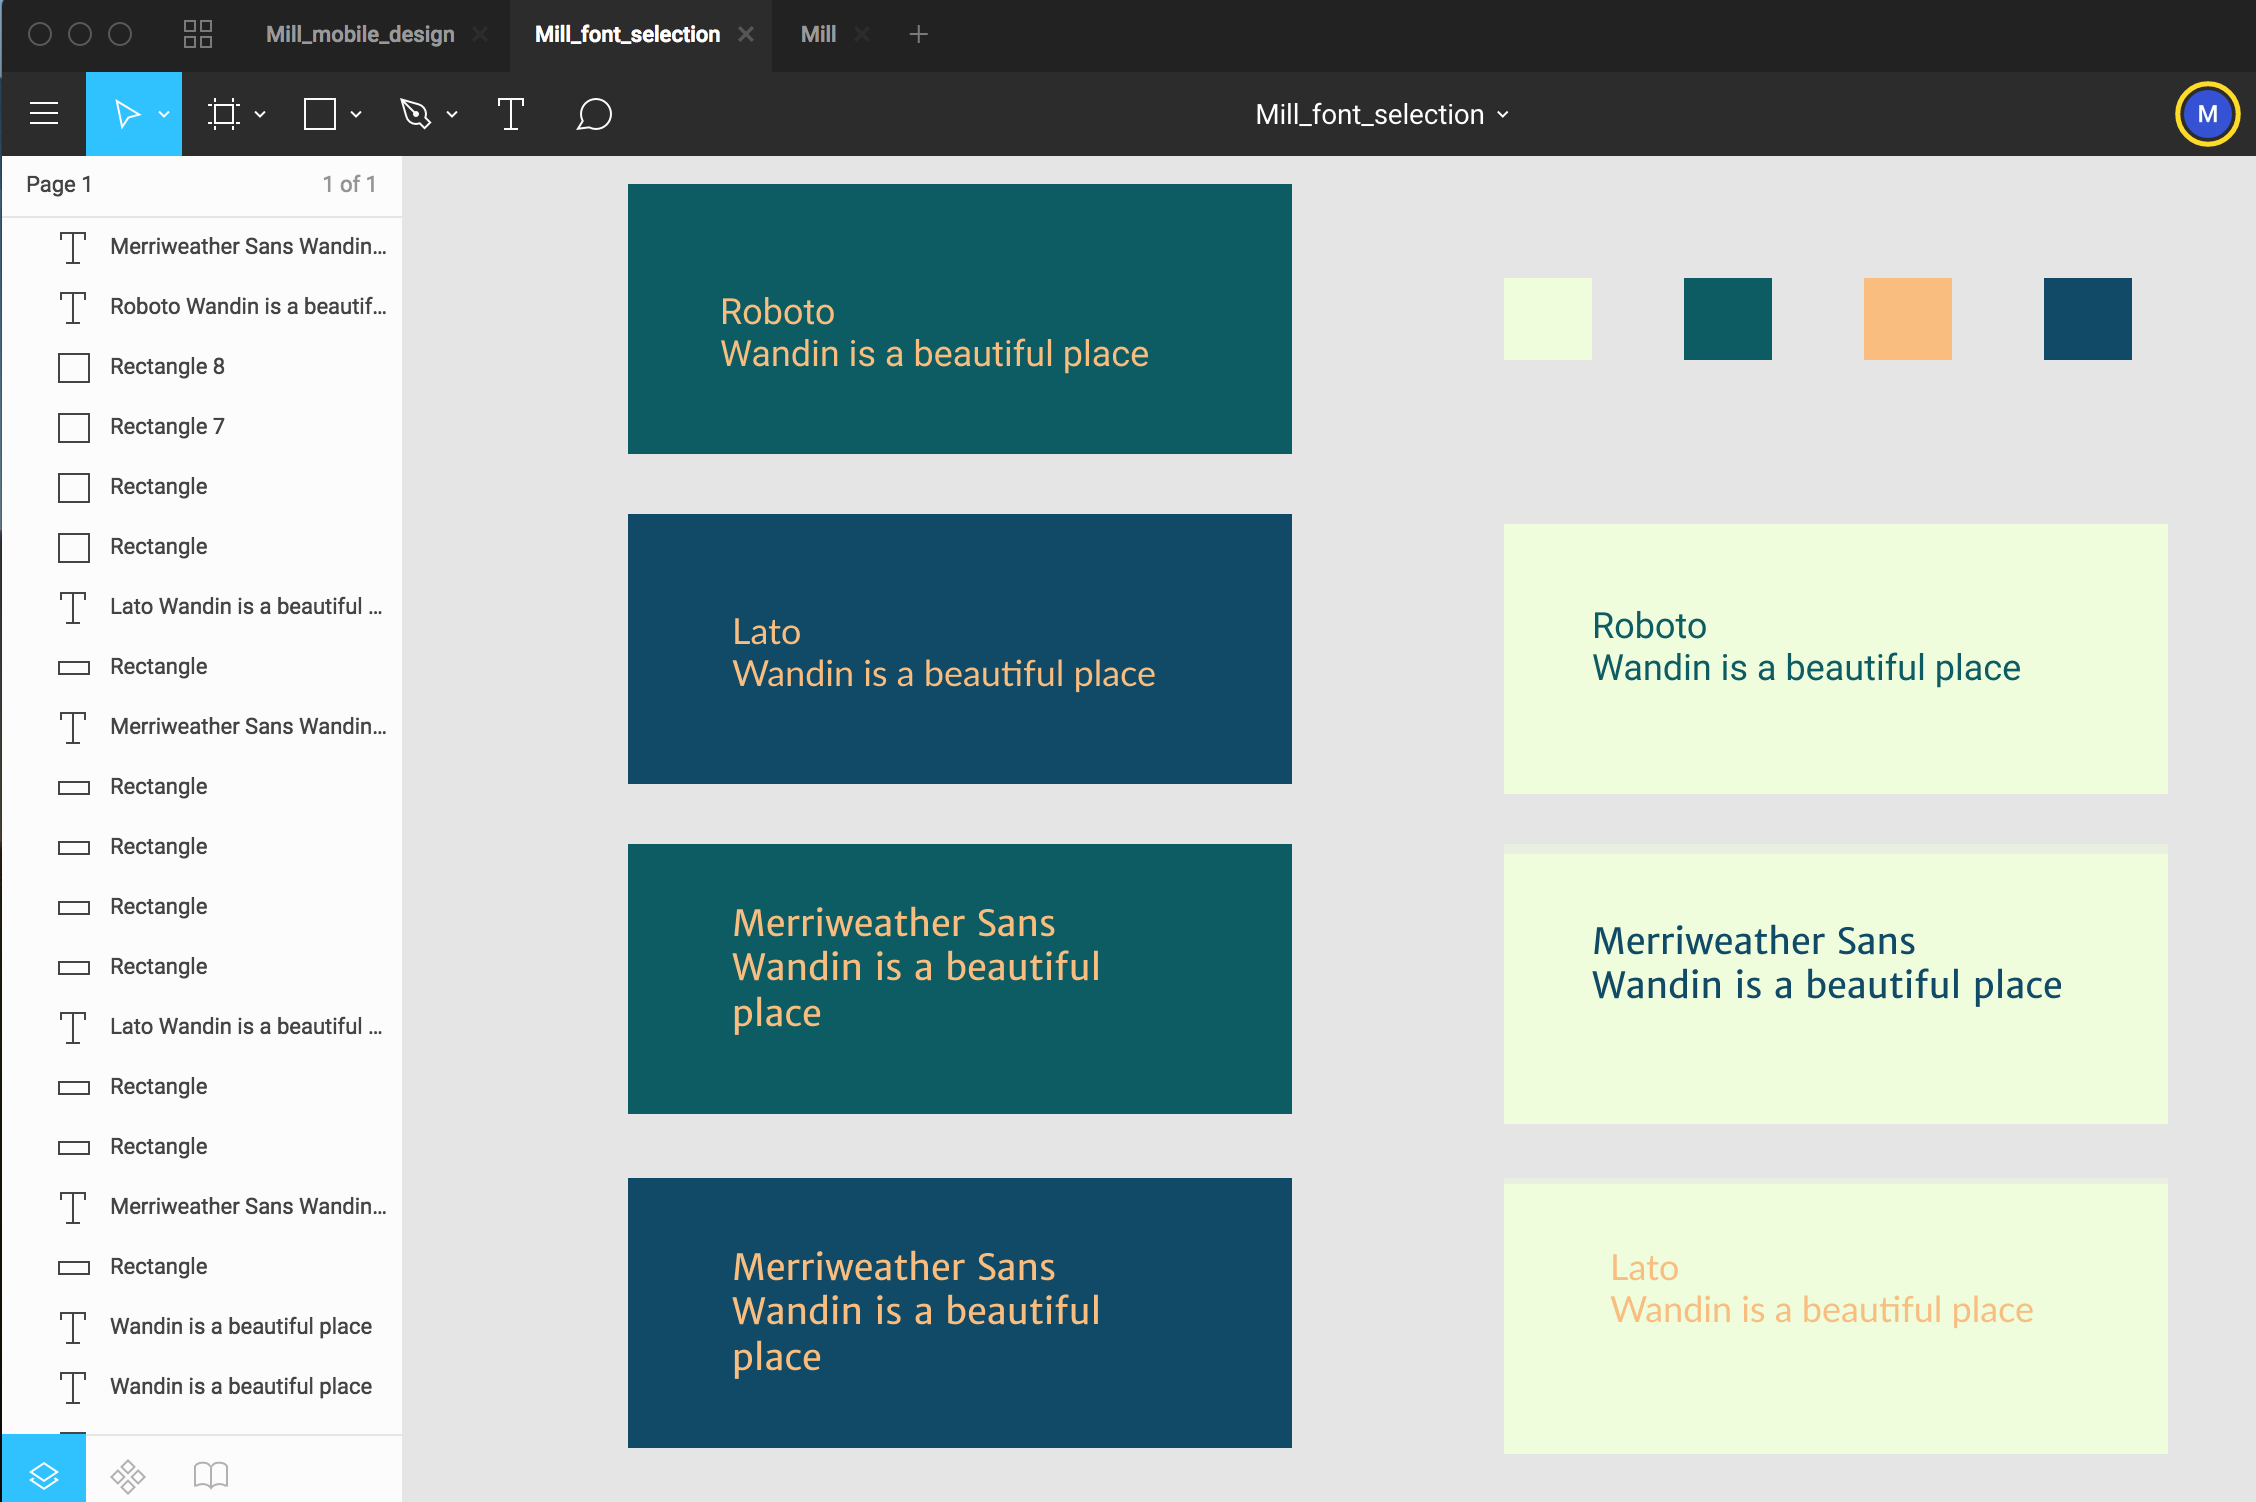 Mill_mobile_design
Mill_font_selection
Mill
Mill_font_selection
M
Page 1
1 of 1
Merriweather Sans Wandin...
Roboto Wandin is a beautif...
Rectangle 8
Rectangle 7
Rectangle
Rectangle
Lato Wandin is a beautiful ...
Rectangle
Merriweather Sans Wandin...
Rectangle
Rectangle
Rectangle
Rectangle
Lato Wandin is a beautiful ...
Rectangle
Rectangle
Merriweather Sans Wandin...
Rectangle
Wandin is a beautiful place
Wandin is a beautiful place
Roboto
Wandin is a beautiful place
Lato
Wandin is a beautiful place
Merriweather Sans
Wandin is a beautiful
place
Merriweather Sans
Wandin is a beautiful
place
Roboto
Wandin is a beautiful place
Merriweather Sans
Wandin is a beautiful place
Lato
Wandin is a beautiful place